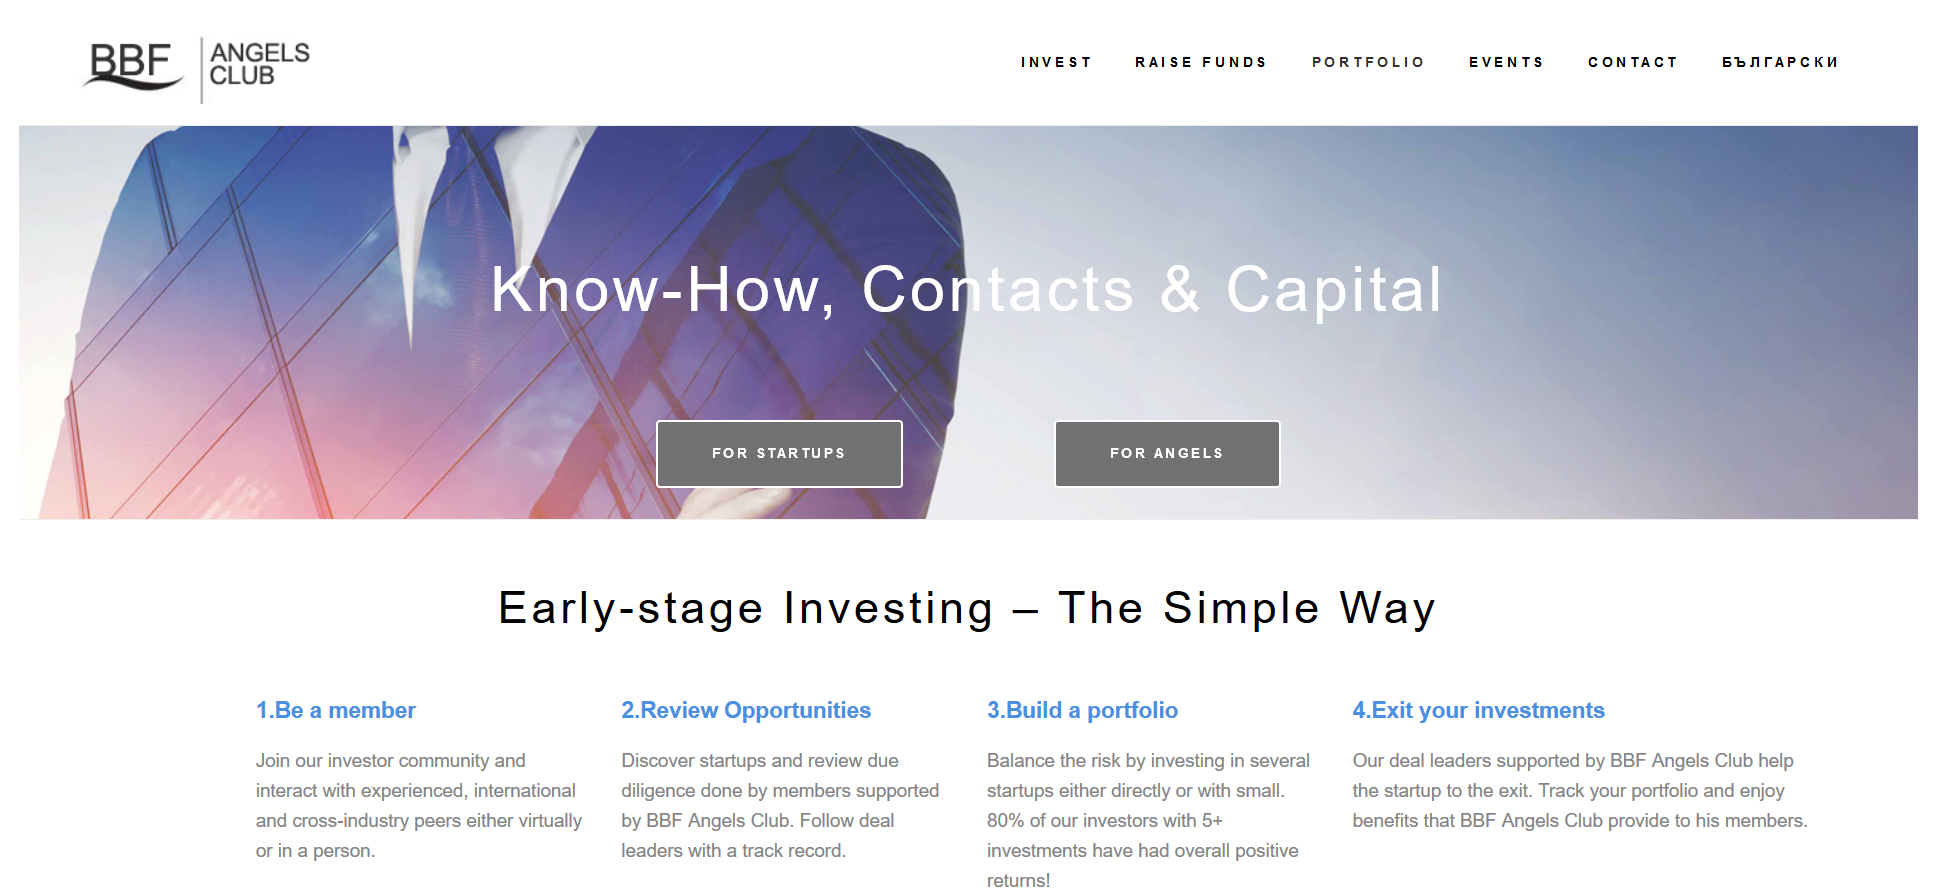 BBF
ANGELS
CLUB
INVEST
RAISE FUNDS
PORTFOLIO
EVENTS
CONTACT
БЪЛГАРСКИ
Know-How, Contacts & Capital
FOR STARTUPS
FOR ANGELS
Early-stage Investing – The Simple Way
1.Be a member
Join our investor community and
interact with experienced, international
and cross-industry peers either virtually
or in a person.
2.Review Opportunities
Discover startups and review due
diligence done by members supported
by BBF Angels Club. Follow deal
leaders with a track record.
3.Build a portfolio
Balance the risk by investing in several
startups either directly or with small.
80% of our investors with 5+
investments have had overall positive
returns!
4.Exit your investments
Our deal leaders supported by BBF Angels Club help
the startup to the exit. Track your portfolio and enjoy
benefits that BBF Angels Club provide to his members.